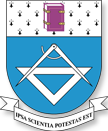 IPSA SCIENTIA POTESTAS EST